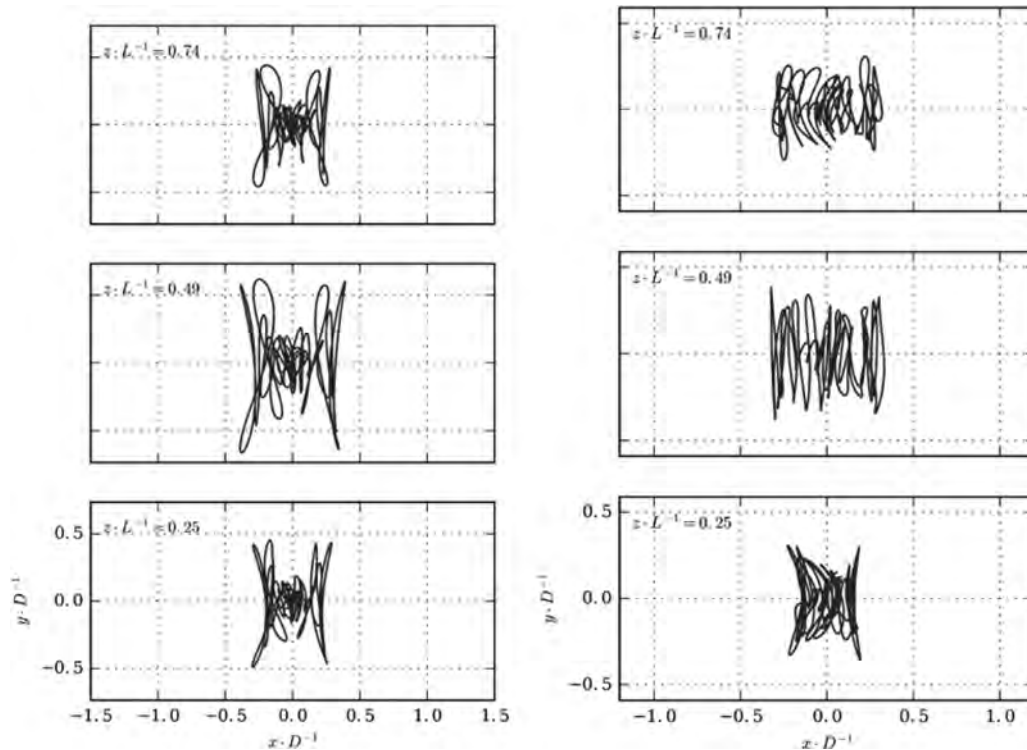 z · L⁻¹ = 0.74
z · L⁻¹ = 0.49
z · L⁻¹ = 0.25
0.5
0.0
−0.5
y · D⁻¹
−1.5 −1.0 −0.5 0.0 0.5 1.0 1.5
x · D⁻¹
z · L⁻¹ = 0.74
z · L⁻¹ = 0.49
z · L⁻¹ = 0.25
0.5
0.0
−0.5
y · D⁻¹
−1.0 −0.5 0.0 0.5 1.0
x · D⁻¹